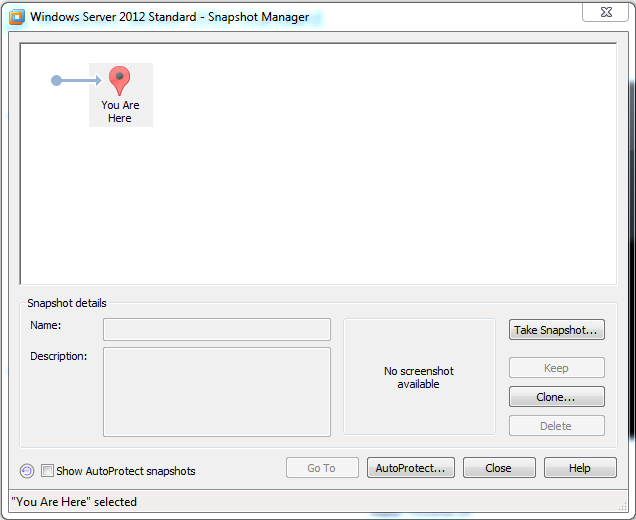 Windows Server 2012 Standard - Snapshot Manager
You Are
Here
Snapshot details
Name:
Description:
No screenshot
available
Take Snapshot...
Keep
Clone...
Delete
Show AutoProtect snapshots
Go To
AutoProtect...
Close
Help
"You Are Here" selected